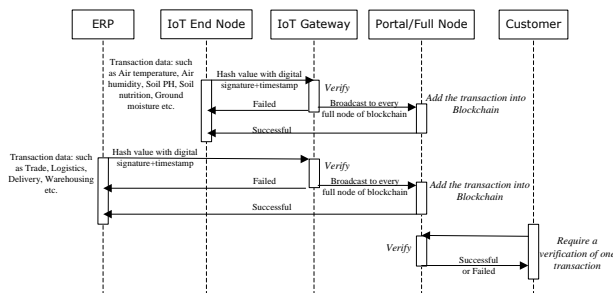 ERP
IoT End Node
IoT Gateway
Portal/Full Node
Customer
Transaction data: such
as Air temperature, Air
humidity, Soil PH, Soil
nutrition, Ground
moisture etc.
Hash value with digital
signature+timestamp
Verify
Failed
Broadcast to every
full node of blockchain
Add the transaction into
Blockchain
Successful
Transaction data: such
as Trade, Logistics,
Delivery, Warehousing
etc.
Hash value with digital
signature+timestamp
Verify
Failed
Broadcast to every
full node of blockchain
Add the transaction into
Blockchain
Successful
Verify
Successful
or Failed
Require a
verification of one
transaction